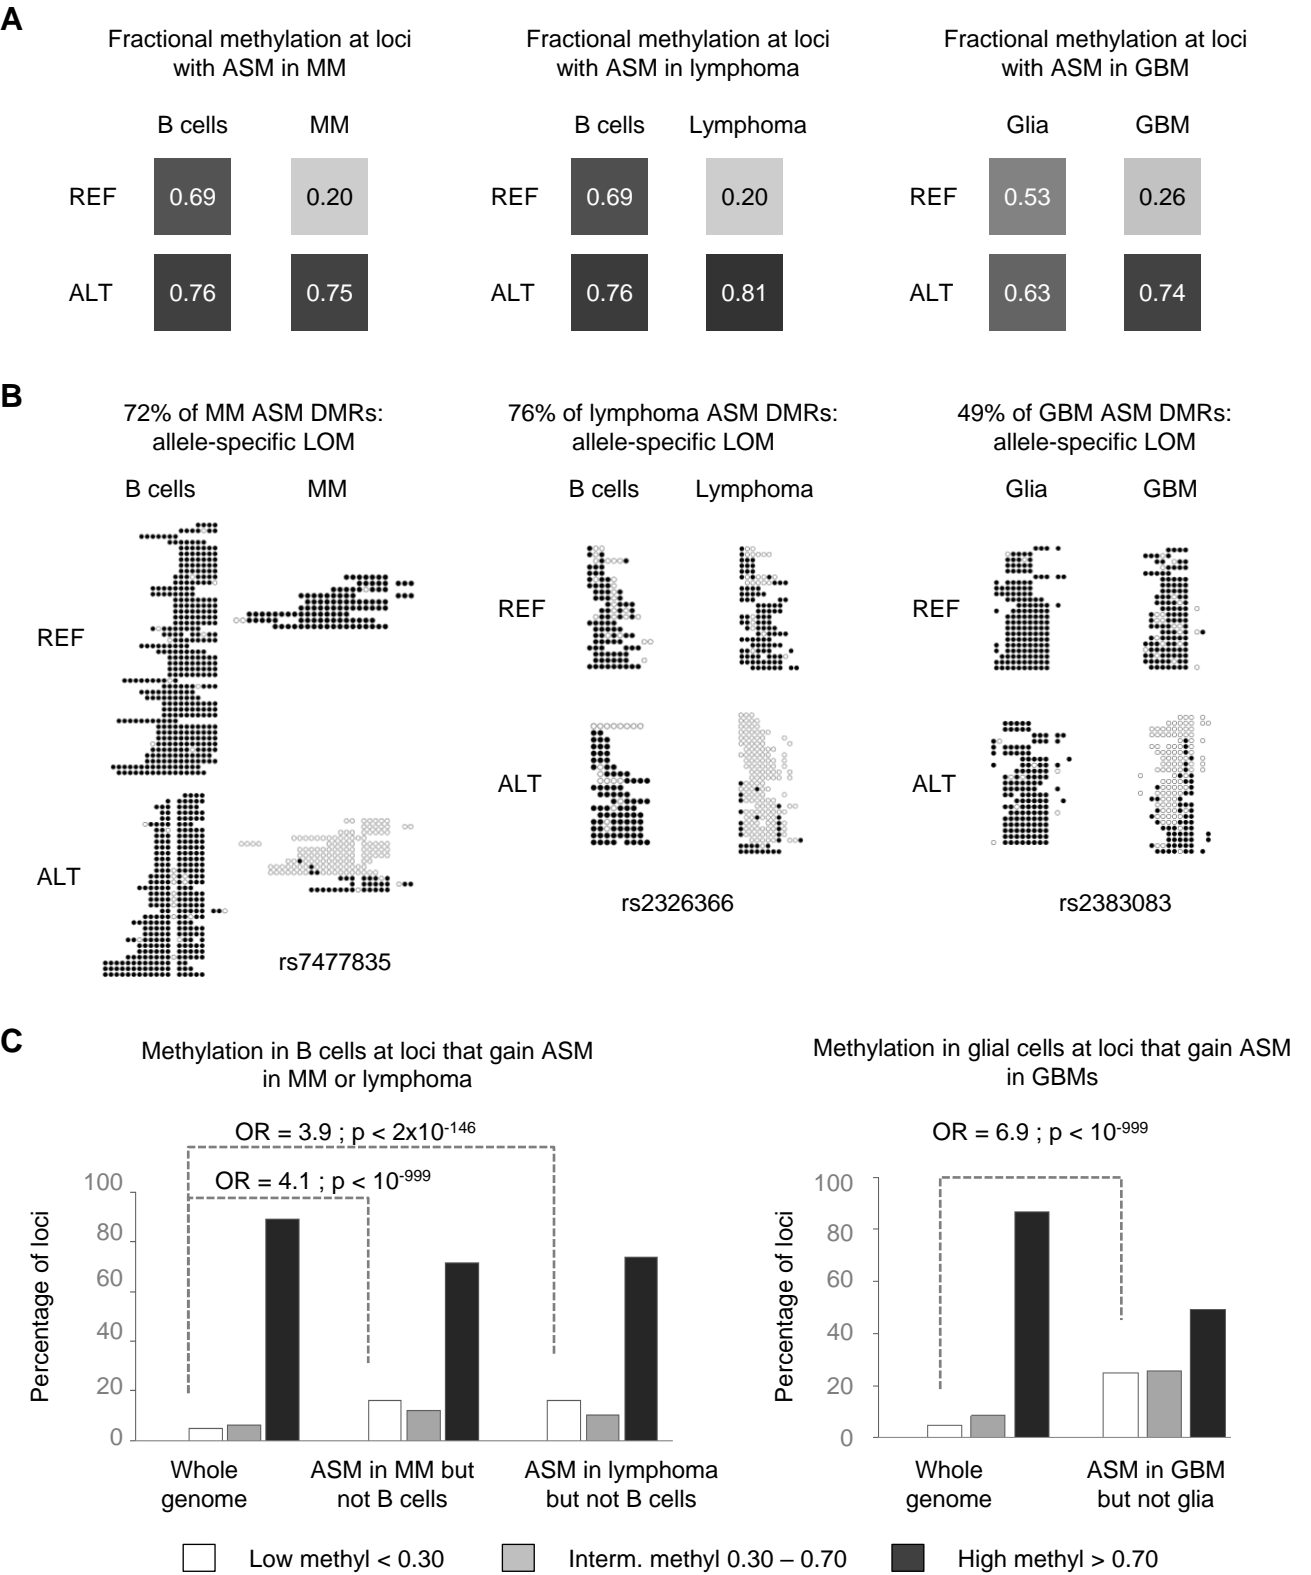 A
Fractional methylation at loci
with ASM in MM
Fractional methylation at loci
with ASM in lymphoma
Fractional methylation at loci
with ASM in GBM
B cells
MM
B cells
Lymphoma
Glia
GBM
REF
0.69
0.20
REF
0.69
0.20
REF
0.53
0.26
ALT
0.76
0.75
ALT
0.76
0.81
ALT
0.63
0.74
B
72% of MM ASM DMRs:
allele-specific LOM
76% of lymphoma ASM DMRs:
allele-specific LOM
49% of GBM ASM DMRs:
allele-specific LOM
B cells
MM
B cells
Lymphoma
Glia
GBM
REF
REF
REF
ALT
ALT
ALT
rs7477835
rs2326366
rs2383083
C
Methylation in B cells at loci that gain ASM
in MM or lymphoma
OR = 3.9 ; p < 2x10-146
OR = 4.1 ; p < 10-999
Percentage of loci
100
80
60
40
20
0
Whole
genome
ASM in MM but
not B cells
ASM in lymphoma
but not B cells
Methylation in glial cells at loci that gain ASM
in GBMs
OR = 6.9 ; p < 10-999
Percentage of loci
100
80
60
40
20
0
Whole
genome
ASM in GBM
but not glia
Low methyl < 0.30
Interm. methyl 0.30 – 0.70
High methyl > 0.70